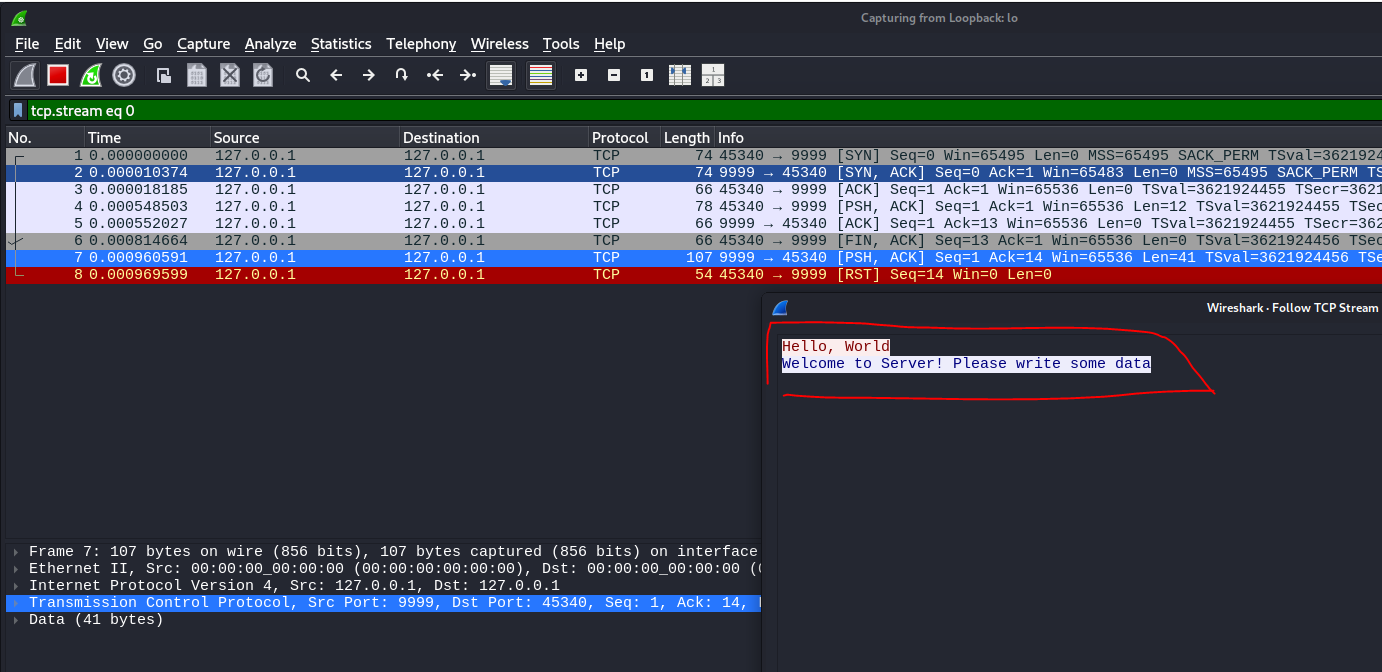 Capturing from Loopback: lo
File Edit View Go Capture Analyze Statistics Telephony Wireless Tools Help
tcp.stream eq 0
No. Time Source Destination Protocol Length Info
1 0.000000000 127.0.0.1 127.0.0.1 TCP 74 45340 → 9999 [SYN] Seq=0 Win=65495 Len=0 MSS=65495 SACK_PERM TSval=3621924
2 0.000010374 127.0.0.1 127.0.0.1 TCP 74 9999 → 45340 [SYN, ACK] Seq=0 Ack=1 Win=65483 Len=0 MSS=65495 SACK_PERM TS
3 0.000018185 127.0.0.1 127.0.0.1 TCP 66 45340 → 9999 [ACK] Seq=1 Ack=1 Win=65536 Len=0 TSval=3621924455 TSecr=3621
4 0.000548503 127.0.0.1 127.0.0.1 TCP 78 45340 → 9999 [PSH, ACK] Seq=1 Ack=1 Win=65536 Len=12 TSval=3621924455 TSec
5 0.000552027 127.0.0.1 127.0.0.1 TCP 66 9999 → 45340 [ACK] Seq=1 Ack=13 Win=65536 Len=0 TSval=3621924455 TSecr=362
6 0.000814664 127.0.0.1 127.0.0.1 TCP 66 45340 → 9999 [FIN, ACK] Seq=13 Ack=1 Win=65536 Len=0 TSval=3621924456 TSec
7 0.000960591 127.0.0.1 127.0.0.1 TCP 107 9999 → 45340 [PSH, ACK] Seq=1 Ack=14 Win=65536 Len=41 TSval=3621924456 TSe
8 0.000969599 127.0.0.1 127.0.0.1 TCP 54 45340 → 9999 [RST] Seq=14 Win=0 Len=0
Wireshark · Follow TCP Stream
Hello, World
Welcome to Server! Please write some data
Frame 7: 107 bytes on wire (856 bits), 107 bytes captured (856 bits) on interface
Ethernet II, Src: 00:00:00_00:00:00 (00:00:00:00:00:00), Dst: 00:00:00_00:00:00 (
Internet Protocol Version 4, Src: 127.0.0.1, Dst: 127.0.0.1
Transmission Control Protocol, Src Port: 9999, Dst Port: 45340, Seq: 1, Ack: 14,
Data (41 bytes)